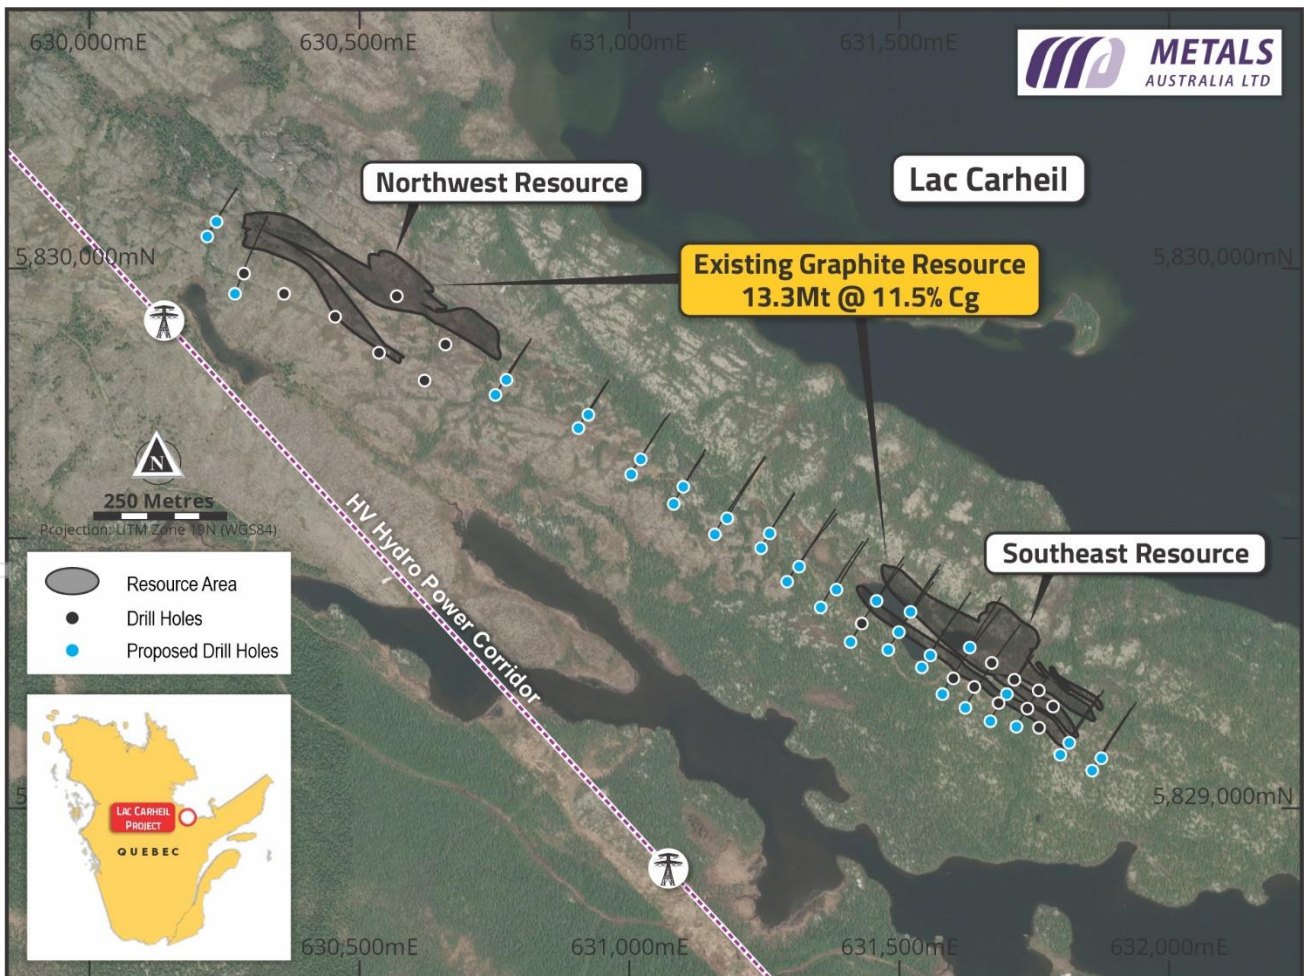 630,000mE
630,500mE
631,000mE
631,500mE
METALS
AUSTRALIA LTD
Northwest Resource
Lac Carheil
5,830,000mN
5,830,000mN
Existing Graphite Resource
13.3Mt @ 11.5% Cg
N
250 Metres
Projection: UTM Zone 19N (WGS84)
HV Hydro Power Corridor
Southeast Resource
Resource Area
Drill Holes
Proposed Drill Holes
LAC CARHEIL
PROJECT
QUEBEC
5,829,000mN
630,500mE
631,000mE
631,500mE
632,000mE